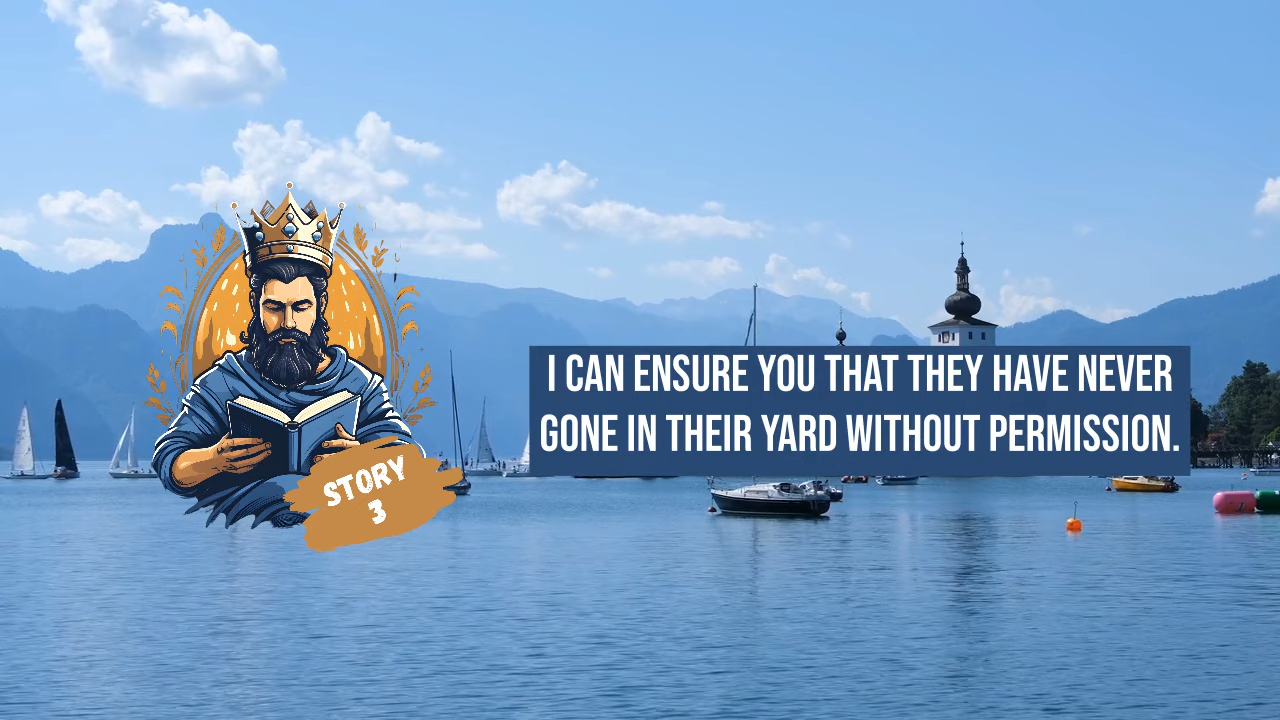 I CAN ENSURE YOU THAT THEY HAVE NEVER
GONE IN THEIR YARD WITHOUT PERMISSION.
STORY
3